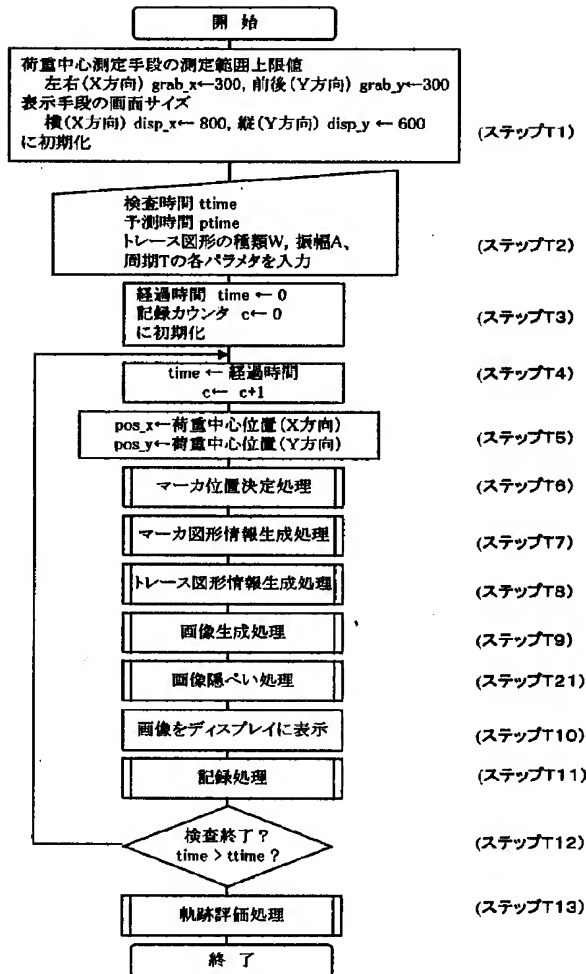 開 始
荷重中心測定手段の測定範囲上限値
左右(X方向) grab_x←300, 前後(Y方向) grab_y←300
表示手段の画面サイズ
横(X方向) disp_x← 800, 縦(Y方向) disp_y ← 600
に初期化
(ステップT1)
検査時間 ttime
予測時間 ptime
トレース図形の種類W, 振幅A、
周期Tの各パラメタを入力
(ステップT2)
経過時間 time ← 0
記録カウンタ c← 0
に初期化
(ステップT3)
time ← 経過時間
c← c+1
(ステップT4)
pos_x←荷重中心位置(X方向)
pos_y←荷重中心位置(Y方向)
(ステップT5)
マーカ位置決定処理
(ステップT6)
マーカ図形情報生成処理
(ステップT7)
トレース図形情報生成処理
(ステップT8)
画像生成処理
(ステップT9)
画像隠ぺい処理
(ステップT21)
画像をディスプレイに表示
(ステップT10)
記録処理
(ステップT11)
検査終了?
time > ttime ?
(ステップT12)
軌跡評価処理
(ステップT13)
終 了